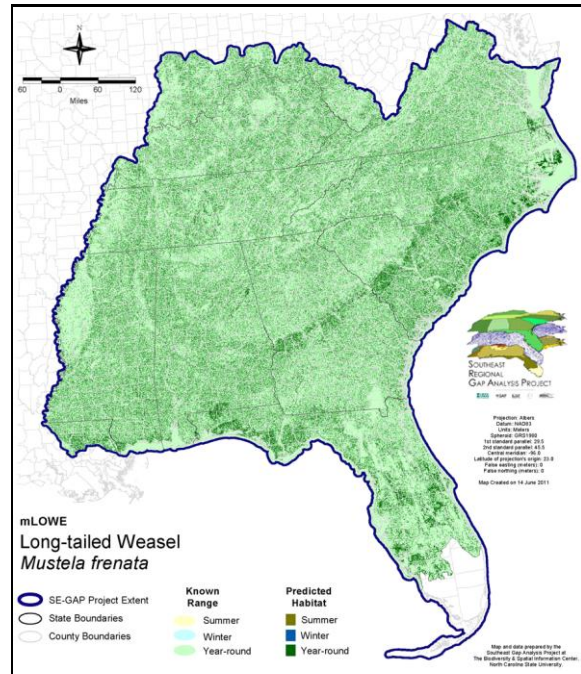 N
60 0 60 120
Miles
SOUTHEAST
REGIONAL
GAP ANALYSIS PROJECT
Projection: Albers
Datum: NAD83
Units: Meters
Spheroid: GRS1980
1st standard parallel: 29.5
2nd standard parallel: 45.5
Central meridian: -96.0
Latitude of projection's origin: 23.0
False easting (meters): 0
False northing (meters): 0
Map Created on 14 June 2011
mLOWE
Long-tailed Weasel
Mustela frenata
SE-GAP Project Extent
State Boundaries
County Boundaries
Known
Range
Summer
Winter
Year-round
Predicted
Habitat
Summer
Winter
Year-round
Map and data prepared by the
Southeast Gap Analysis Project at
The Biodiversity & Spatial Information Center,
North Carolina State University.